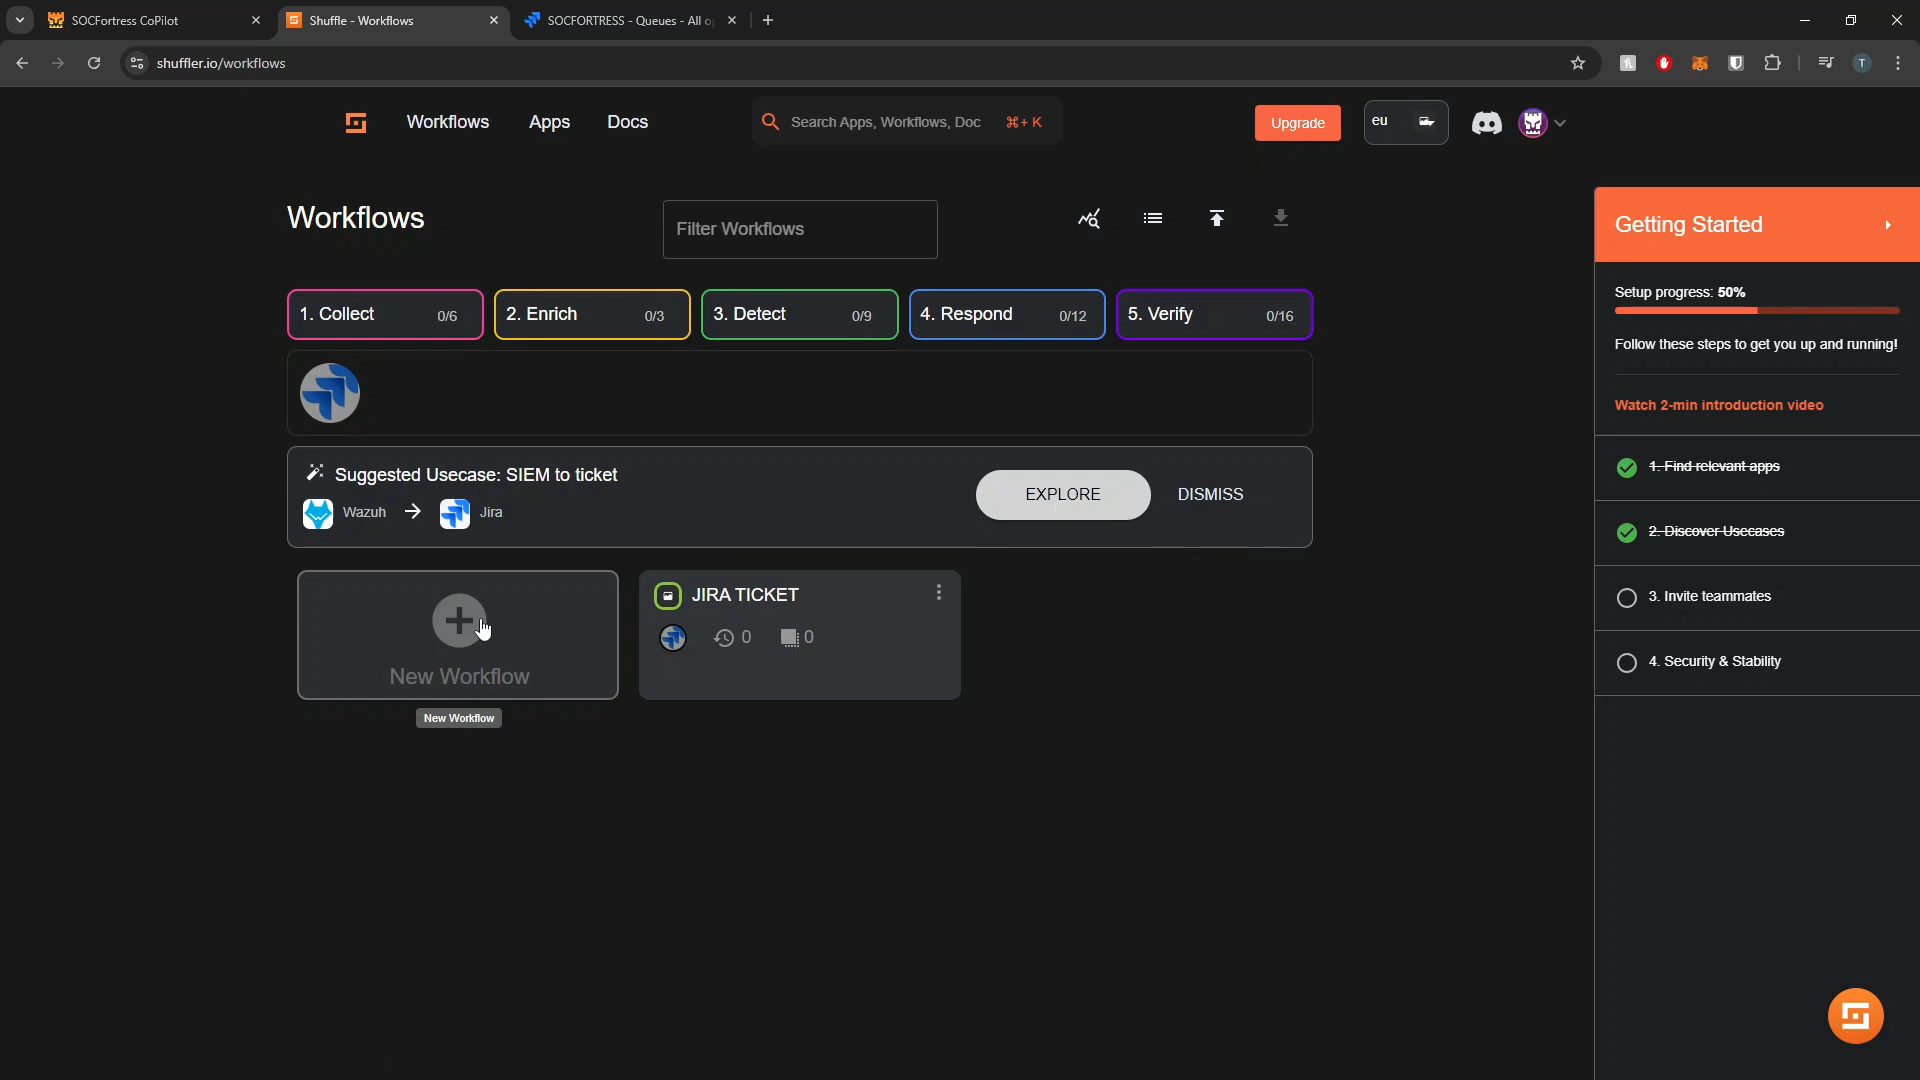 SOCFortress CoPilot
Shuffle - Workflows
SOCFORTRESS - Queues - All o
shuffler.io/workflows
T
Workflows
Apps
Docs
Search Apps, Workflows, Doc
⌘+ K
Upgrade
eu
Workflows
Filter Workflows
Getting Started
Setup progress: 50%
1. Collect 0/6
2. Enrich 0/3
3. Detect 0/9
4. Respond 0/12
5. Verify 0/16
Follow these steps to get you up and running!
Watch 2-min introduction video
Suggested Usecase: SIEM to ticket
Wazuh
Jira
EXPLORE
DISMISS
1. Find relevant apps
2. Discover Usecases
3. Invite teammates
4. Security & Stability
New Workflow
JIRA TICKET
0
0
New Workflow